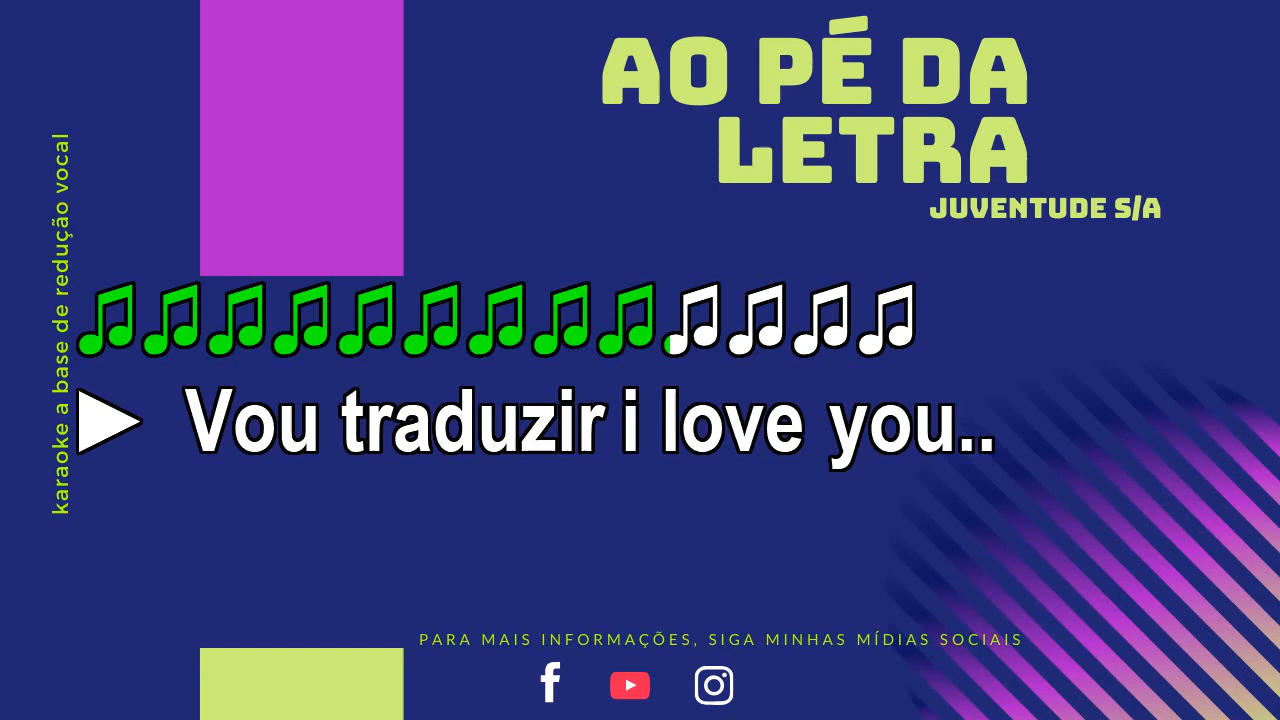 AO PÉ DA
LETRA
JUVENTUDE S/A
karaoke a base de redução vocal
Vou traduzir i love you..
PARA MAIS INFORMAÇÕES, SIGA MINHAS MÍDIAS SOCIAIS